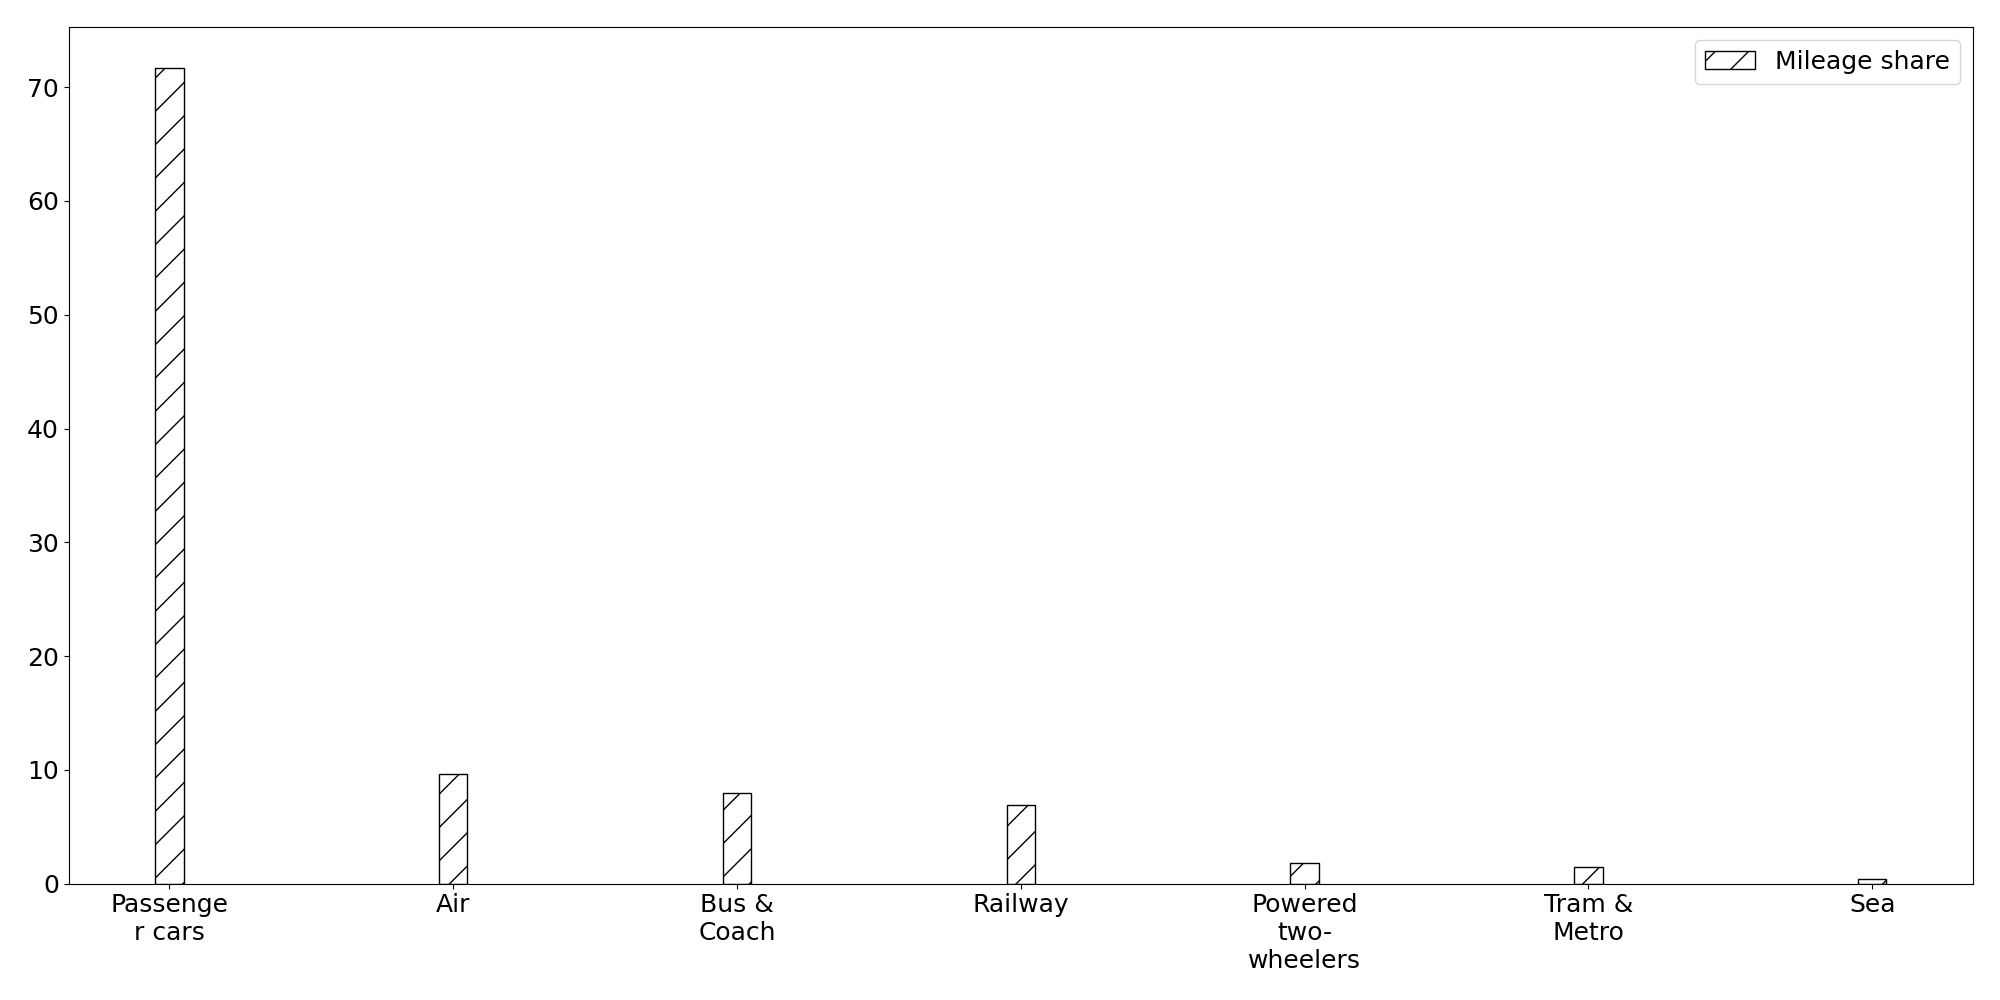 Mileage share
70
60
50
40
30
20
10
0
Passenge
r cars
Air
Bus &
Coach
Railway
Powered
two-
wheelers
Tram &
Metro
Sea